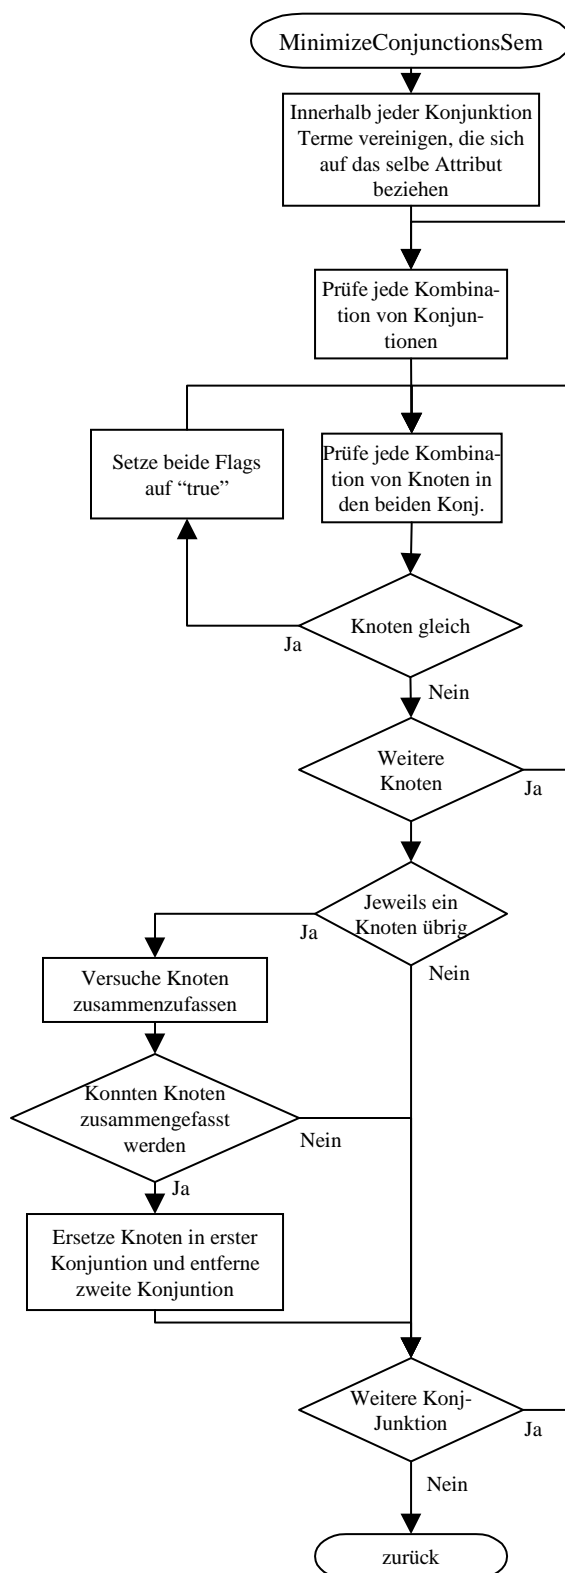 MinimizeConjunctionsSem
Innerhalb jeder Konjunktion
Terme vereinigen, die sich
auf das selbe Attribut
beziehen
Prüfe jede Kombina-
tion von Konjun-
tionen
Setze beide Flags
auf “true”
Prüfe jede Kombina-
tion von Knoten in
den beiden Konj.
Knoten gleich
Ja
Nein
Weitere
Knoten
Ja
Jeweils ein
Knoten übrig
Ja
Nein
Versuche Knoten
zusammenzufassen
Konnten Knoten
zusammengefasst
werden
Nein
Ja
Ersetze Knoten in erster
Konjuntion und entferne
zweite Konjuntion
Weitere Konj-
Junktion
Ja
Nein
zurück